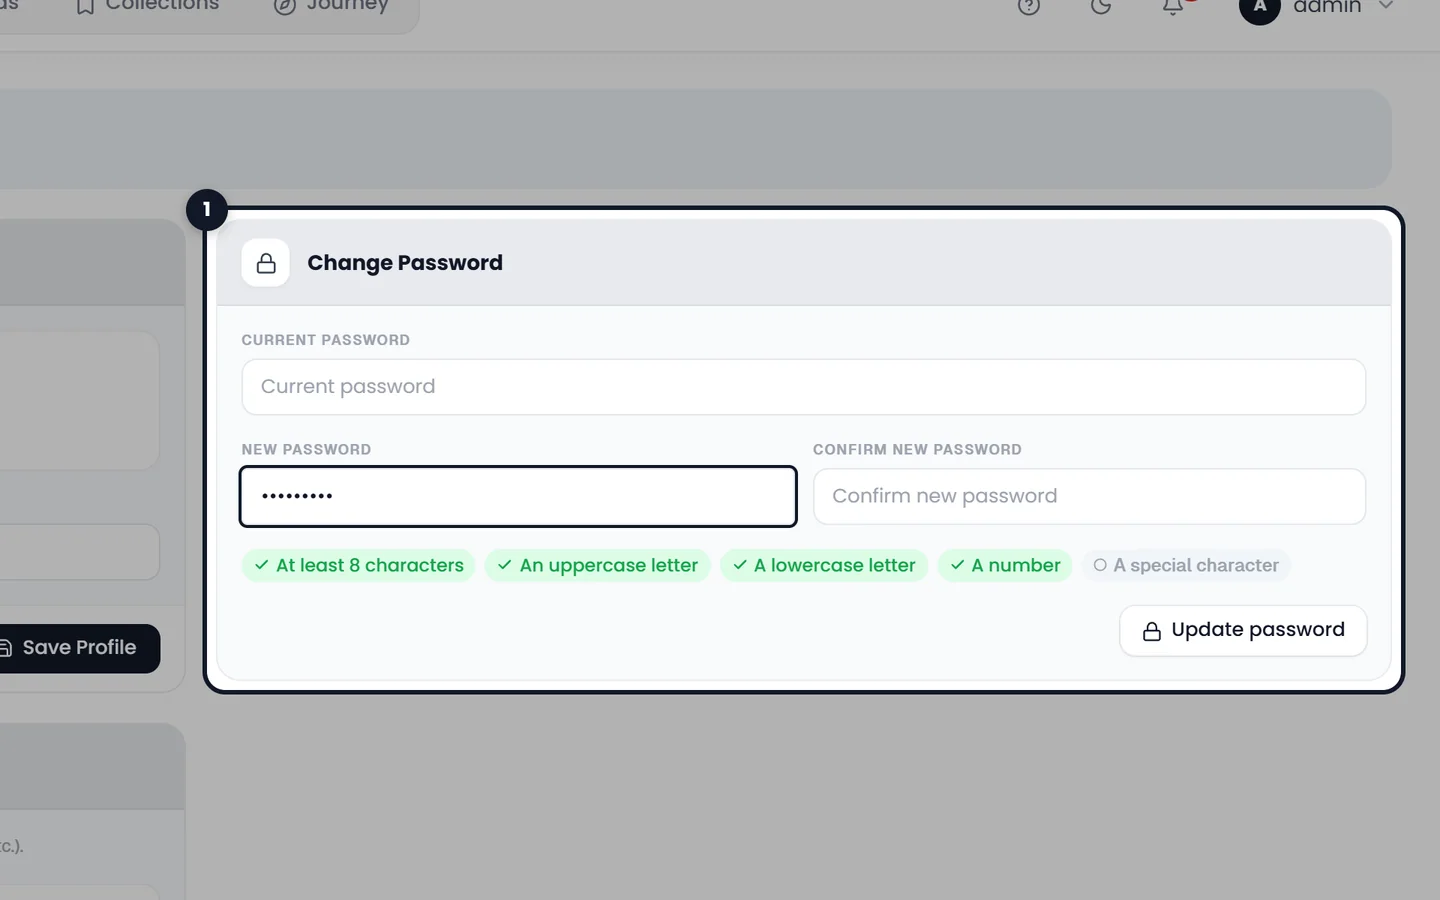 Collections
Journey
A
admin
1
Change Password
CURRENT PASSWORD
Current password
NEW PASSWORD
CONFIRM NEW PASSWORD
•••••••••
Confirm new password
At least 8 characters
An uppercase letter
A lowercase letter
A number
A special character
Save Profile
Update password